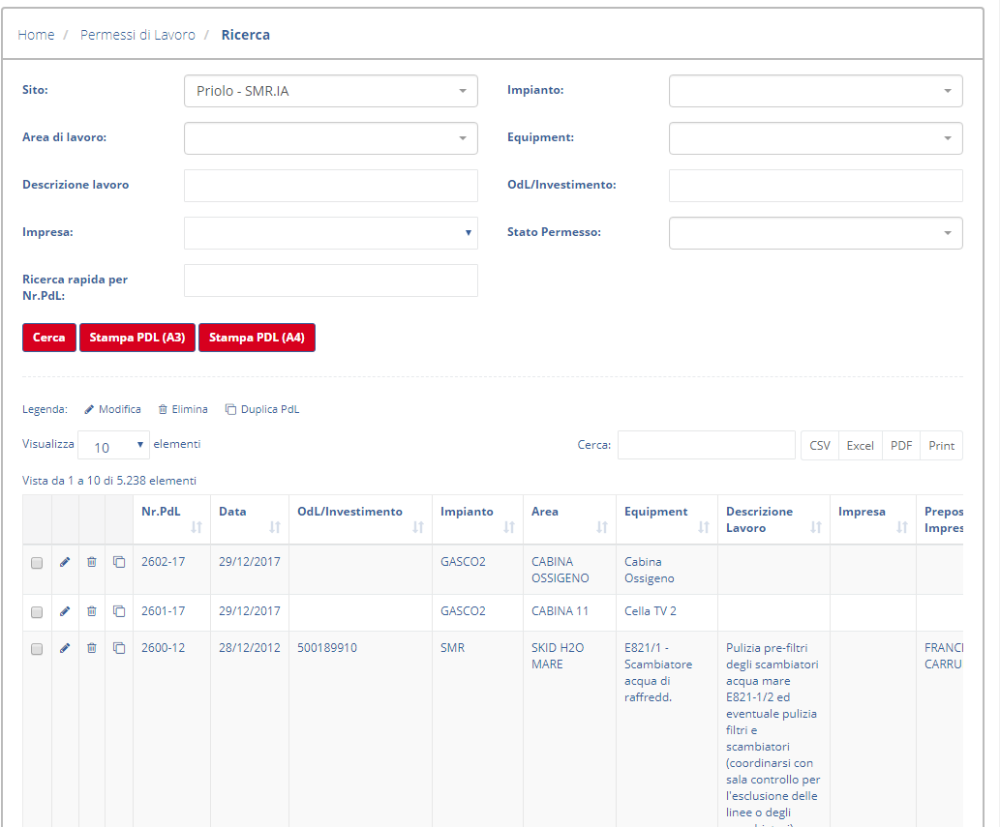 Home / Permessi di Lavoro / Ricerca
Sito: Priolo - SMR.IA Impianto:
Area di lavoro: Equipment:
Descrizione lavoro OdL/Investimento:
Impresa: Stato Permesso:
Ricerca rapida per
Nr.PdL:
Cerca Stampa PDL (A3) Stampa PDL (A4)
Legenda: Modifica Elimina Duplica PdL
Visualizza 10 elementi Cerca: CSV Excel PDF Print
Vista da 1 a 10 di 5.238 elementi
Nr.PdL Data OdL/Investimento Impianto Area Equipment Descrizione Impresa Prepos
Lavoro Impres
2602-17 29/12/2017 GASCO2 CABINA Cabina
OSSIGENO Ossigeno
2601-17 29/12/2017 GASCO2 CABINA 11 Cella TV 2
2600-12 28/12/2012 500189910 SMR SKID H2O E821/1 - Pulizia pre-filtri FRANC
MARE Scambiatore degli scambiatori CARRU
acqua di acqua mare
raffredd. E821-1/2 ed
eventuale pulizia
filtri e
scambiatori
(coordinarsi con
sala controllo per
l'esclusione delle
linee o degli